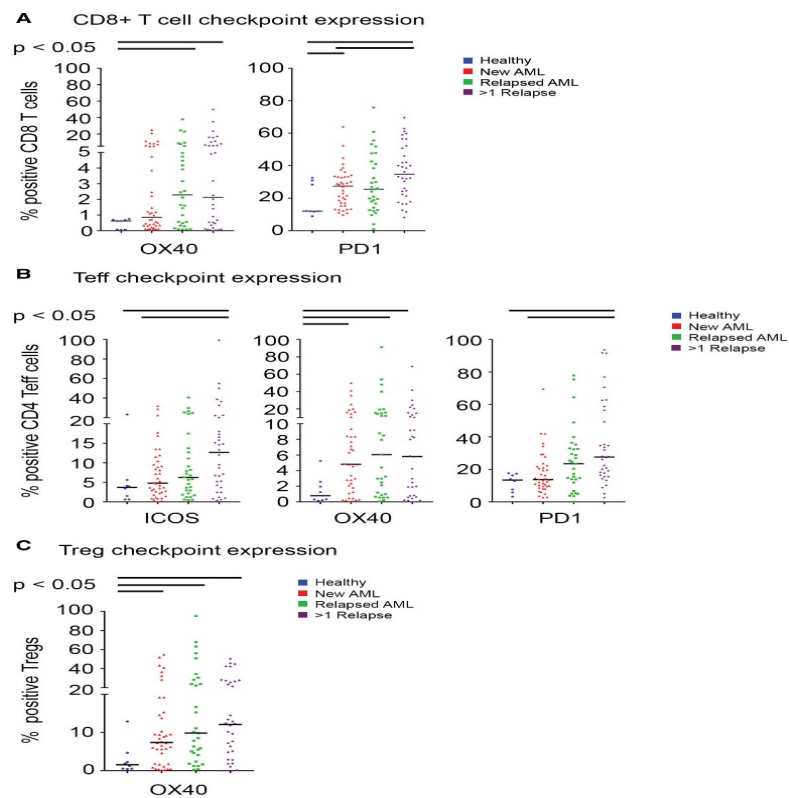 A CD8+ T cell checkpoint expression
p < 0.05
% positive CD8 T cells
100
80
60
40
20
5
4
3
2
1
0
OX40
100
80
60
40
20
0
PD1
Healthy
New AML
Relapsed AML
>1 Relapse
B Teff checkpoint expression
p < 0.05
% positive CD4 Teff cells
100
80
60
40
20
15
10
5
0
ICOS
100
80
60
40
20
10
8
6
4
2
0
OX40
100
80
60
40
20
0
PD1
Healthy
New AML
Relapsed AML
>1 Relapse
C Treg checkpoint expression
p < 0.05
% positive Tregs
100
80
60
40
20
10
0
OX40
Healthy
New AML
Relapsed AML
>1 Relapse